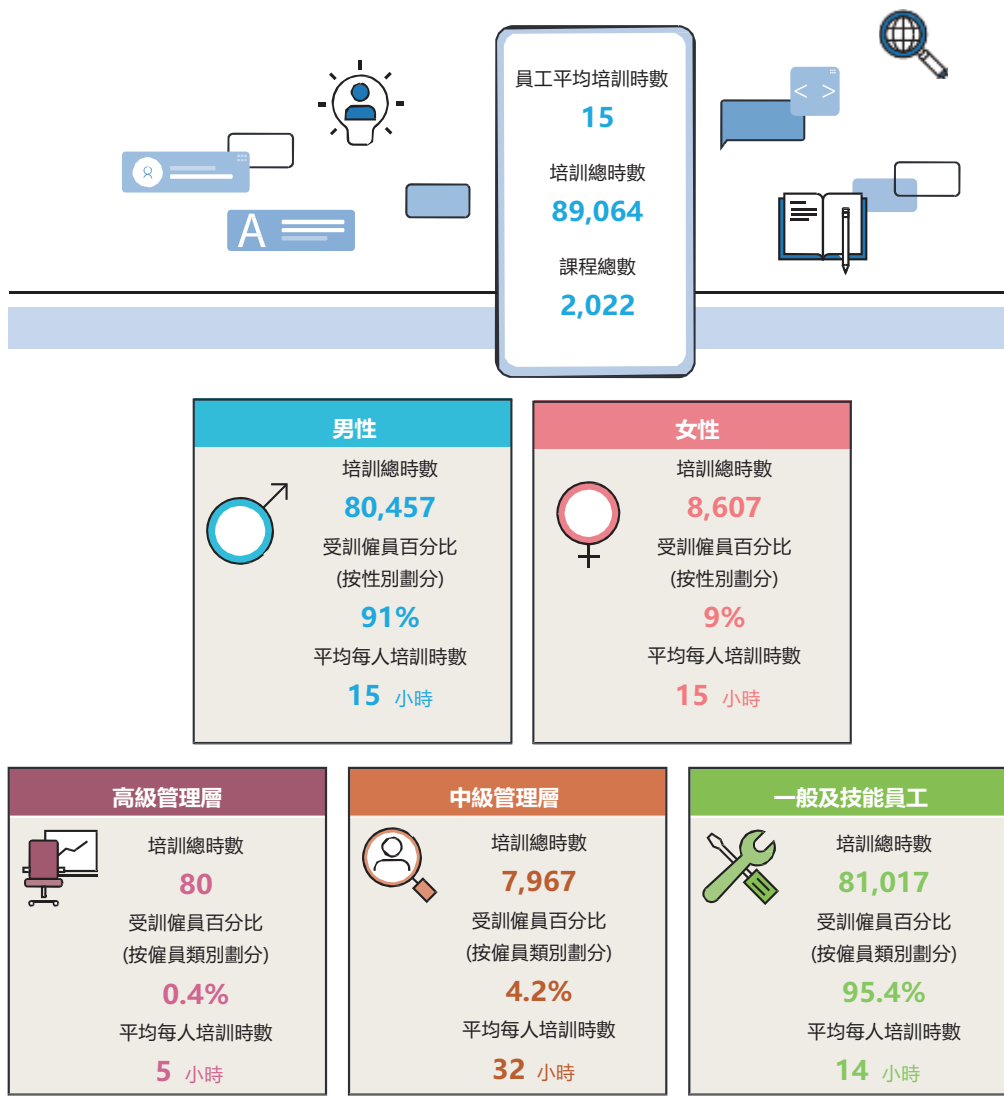 員工平均培訓時數
15
培訓總時數
89,064
課程總數
2,022
< >
A
男性
培訓總時數
80,457
受訓僱員百分比
(按性別劃分)
91%
平均每人培訓時數
15 小時
女性
培訓總時數
8,607
受訓僱員百分比
(按性別劃分)
9%
平均每人培訓時數
15 小時
高級管理層
培訓總時數
80
受訓僱員百分比
(按僱員類別劃分)
0.4%
平均每人培訓時數
5 小時
中級管理層
培訓總時數
7,967
受訓僱員百分比
(按僱員類別劃分)
4.2%
平均每人培訓時數
32 小時
一般及技能員工
培訓總時數
81,017
受訓僱員百分比
(按僱員類別劃分)
95.4%
平均每人培訓時數
14 小時